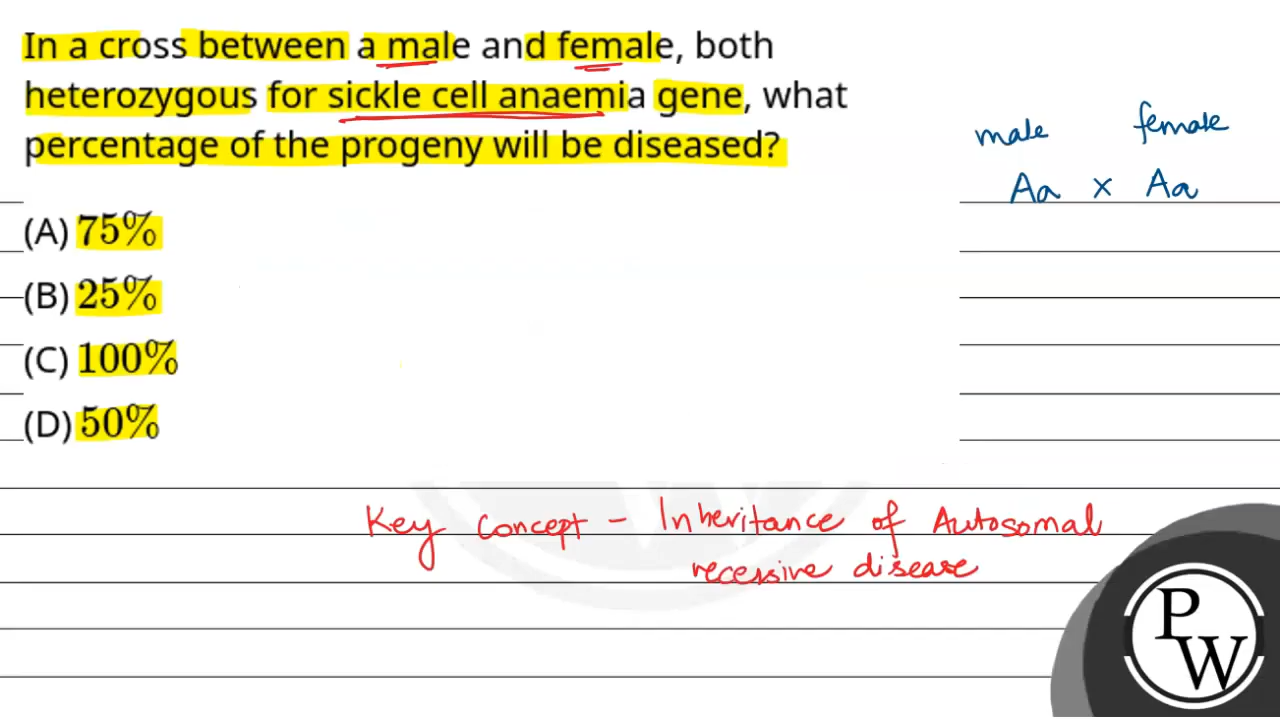 In a cross between a male and female, both
heterozygous for sickle cell anaemia gene, what
percentage of the progeny will be diseased?
male female
Aa × Aa
(A) 75%
(B) 25%
(C) 100%
(D) 50%
Key Concept - Inheritance of Autosomal
recessive disease
P
W